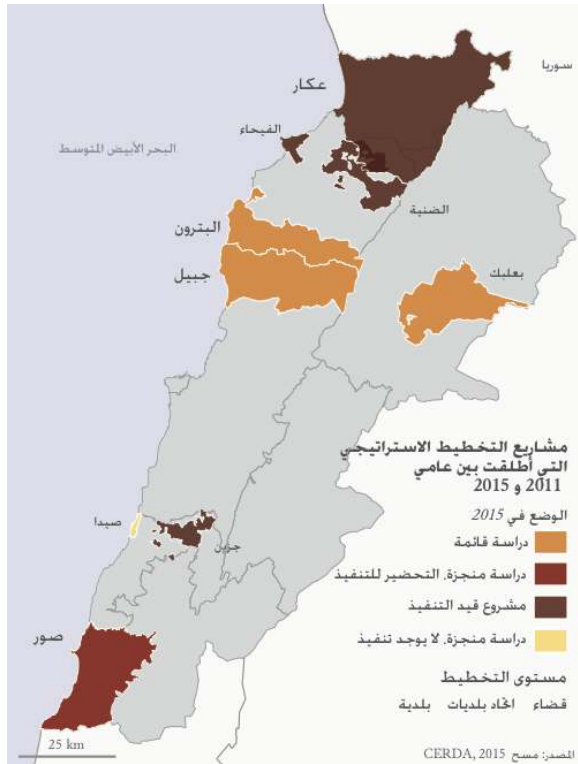 سوريا
عكار
الفيحاء
البحر الأبيض المتوسط
الضنية
البترون
جبيل
بعلبك
مشاريع التخطيط الاستراتيجي
التي أطلقت بين عامي
2011 و 2015
الوضع في 2015
دراسة قائمة
دراسة منجزة، التحضير للتنفيذ
مشروع قيد التنفيذ
دراسة منجزة، لا يوجد تنفيذ
صيدا
جزين
صور
مستوى التخطيط
قضاء اتحاد بلديات بلدية
25 km
المصدر: مسح CERDA, 2015